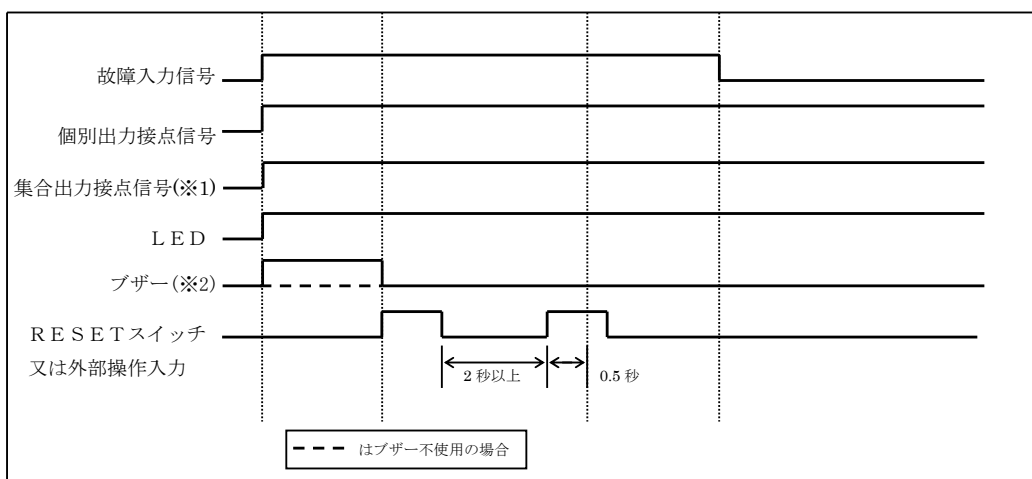 故障入力信号
個別出力接点信号
集合出力接点信号(※1)
ＬＥＤ
ブザー(※2)
ＲＥＳＥＴスイッチ
又は外部操作入力
2秒以上
0.5秒
はブザー不使用の場合